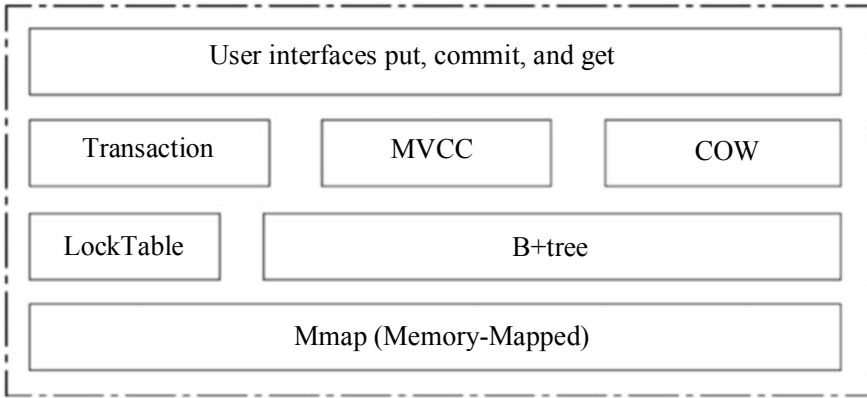 User interfaces put, commit, and get
Transaction MVCC COW
LockTable B+tree
Mmap (Memory-Mapped)